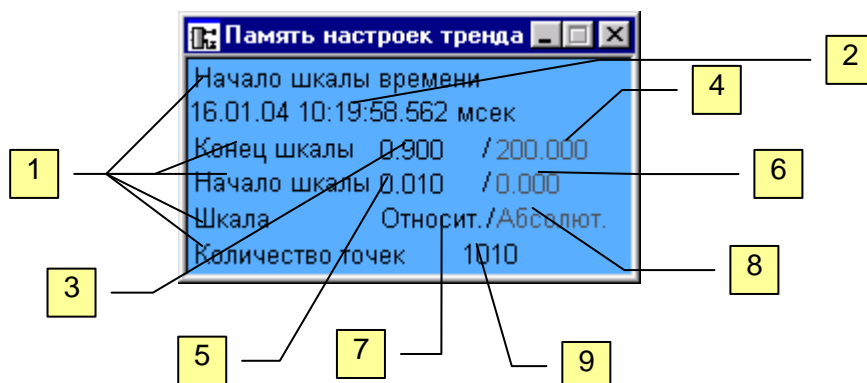 Память настроек тренда
2
Начало шкалы времени
4
16.01.04 10:19:58.562 мсек
1
Конец шкалы 0.900 /200.000
6
Начало шкалы 0.010 /0.000
Шкала Относит./Абсолют.
8
Количество точек 1010
3
5
7
9